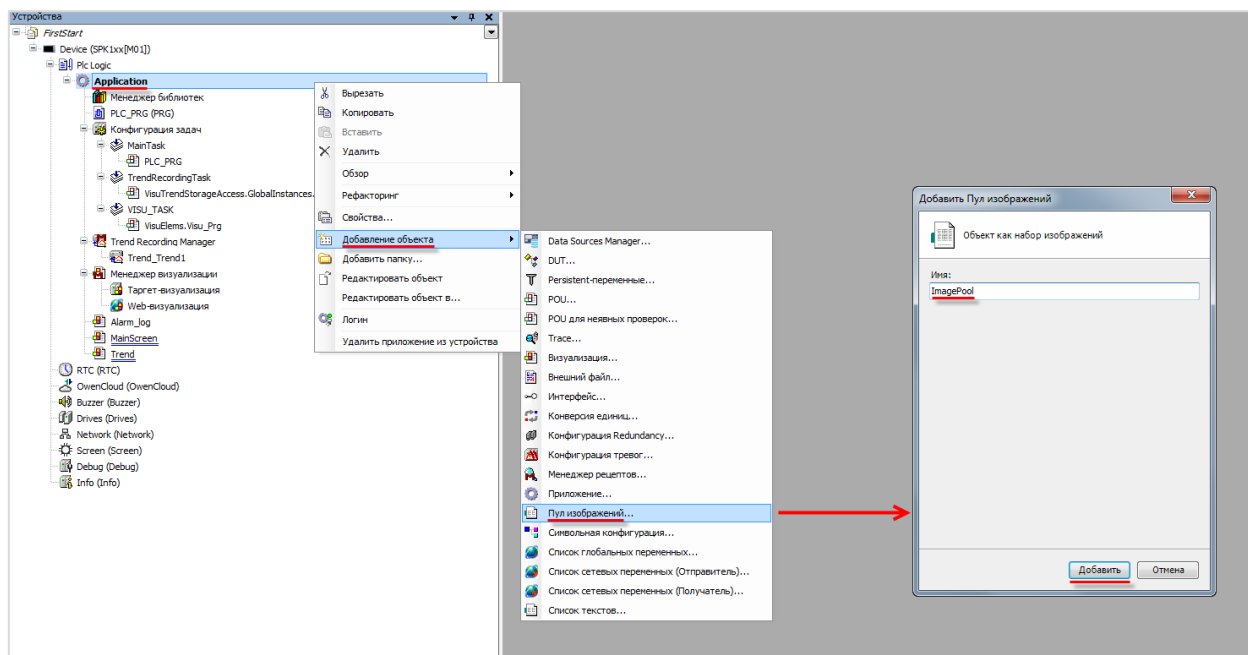 Устройства
FirstStart
Device (SPK1xx[M01])
Plc Logic
Application
Менеджер библиотек
PLC_PRG (PRG)
Конфигурация задач
MainTask
PLC_PRG
TrendRecordingTask
VisuTrendStorageAccess.GlobalInstances.
VISU_TASK
VisuElems.Visu_Prg
Trend Recording Manager
Trend_Trend1
Менеджер визуализации
Таргет-визуализация
Web-визуализация
Alarm_log
MainScreen
Trend
RTC (RTC)
OwenCloud (OwenCloud)
Buzzer (Buzzer)
Drives (Drives)
Network (Network)
Screen (Screen)
Debug (Debug)
Info (Info)
Вырезать
Копировать
Вставить
Удалить
Обзор
Рефакторинг
Свойства...
Добавление объекта
Добавить папку...
Редактировать объект
Редактировать объект в...
Логин
Удалить приложение из устройства
Data Sources Manager...
DUT...
Persistent-переменные...
POU...
POU для неявных проверок...
Trace...
Визуализация...
Внешний файл...
Интерфейс...
Конверсия единиц...
Конфигурация Redundancy...
Конфигурация тревог...
Менеджер рецептов...
Приложение...
Пул изображений...
Символьная конфигурация...
Список глобальных переменных...
Список сетевых переменных (Отправитель)...
Список сетевых переменных (Получатель)...
Список текстов...
Добавить Пул изображений
Объект как набор изображений
Имя:
ImagePool
Добавить
Отмена